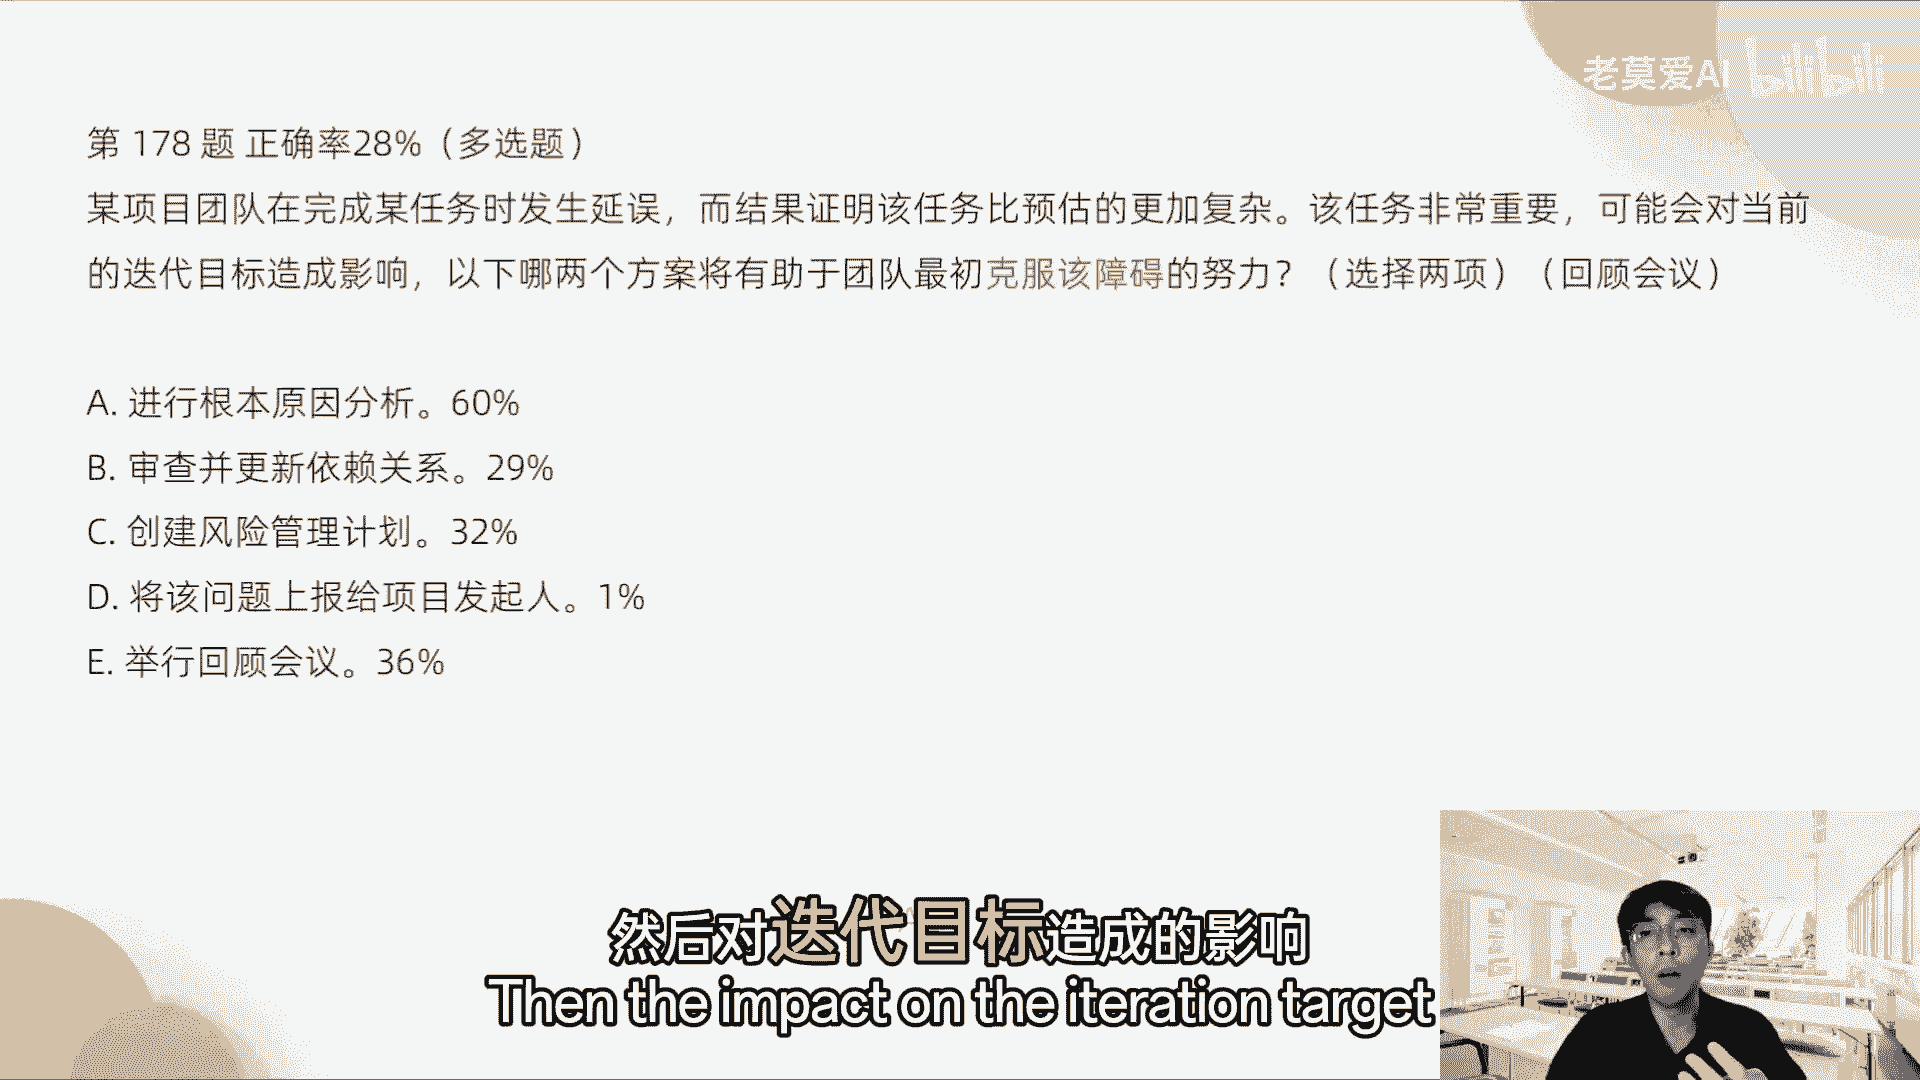 老莫爱AI bilibili
第 178 题 正确率28%（多选题）
某项目团队在完成某任务时发生延误，而结果证明该任务比预估的更加复杂。该任务非常重要，可能会对当前
的迭代目标造成影响，以下哪两个方案将有助于团队最初克服该障碍的努力？（选择两项）（回顾会议）
A. 进行根本原因分析。60%
B. 审查并更新依赖关系。29%
C. 创建风险管理计划。32%
D. 将该问题上报给项目发起人。1%
E. 举行回顾会议。36%
然后对迭代目标造成的影响
Then the impact on the iteration target